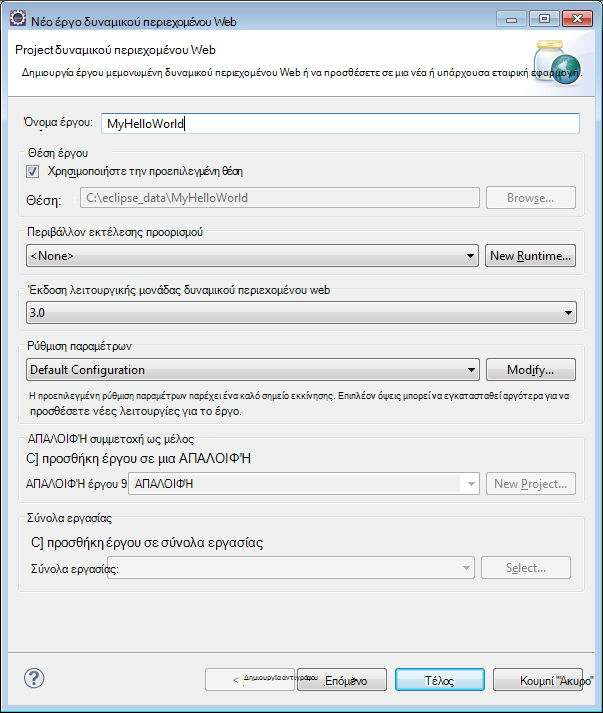 Νέο έργο δυναμικού περιεχομένου Web
Project δυναμικού περιεχομένου Web
Δημιουργία έργου μεμονωμένη δυναμικού περιεχομένου Web ή να προσθέσετε σε μια νέα ή υπάρχουσα εταιρική εφαρμογή.
Όνομα έργου: MyHelloWorld
Θέση έργου
Χρησιμοποιήστε την προεπιλεγμένη θέση
Θέση: C:\eclipse_data\MyHelloWorld Browse...
Περιβάλλον εκτέλεσης προορισμού
<None> New Runtime...
Έκδοση λειτουργικής μονάδας δυναμικού περιεχομένου web
3.0
Ρύθμιση παραμέτρων
Default Configuration Modify...
Η προεπιλεγμένη ρύθμιση παραμέτρων παρέχει ένα καλό σημείο εκκίνησης. Επιπλέον όψεις μπορεί να εγκατασταθεί αργότερα για να
προσθέσετε νέες λειτουργίες για το έργο.
ΑΠΑΛΟΙΦΉ συμμετοχή ως μέλος
C] προσθήκη έργου σε μια ΑΠΑΛΟΙΦΉ
ΑΠΑΛΟΙΦΉ έργου 9 ΑΠΑΛΟΙΦΉ New Project...
Σύνολα εργασίας
C] προσθήκη έργου σε σύνολα εργασίας
Σύνολα εργασίας: Select...
< Δημιουργία αντιγράφου Επόμενο > Τέλος Κουμπί "Άκυρο"